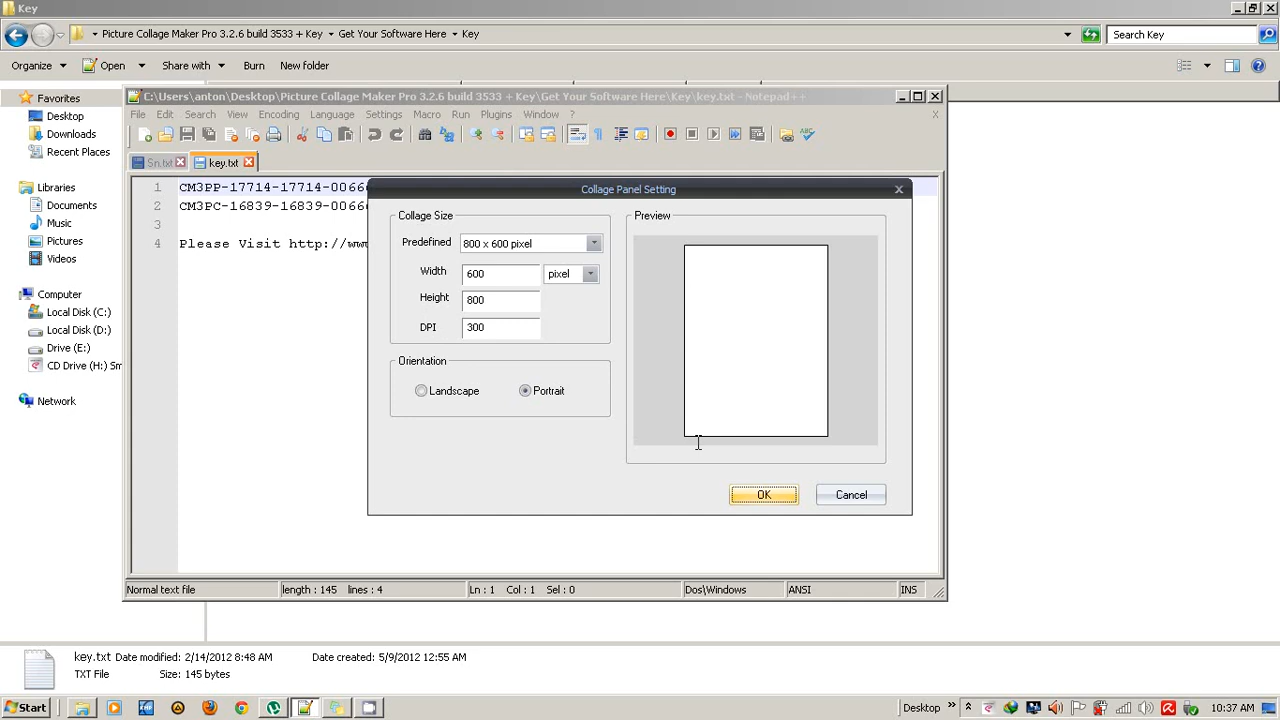 Key
Picture Collage Maker Pro 3.2.6 build 3533 + Key Get Your Software Here Key
Search Key
Organize Open Share with Burn New folder
Favorites
Desktop
Downloads
Recent Places
Libraries
Documents
Music
Pictures
Videos
Computer
Local Disk (C:)
Local Disk (D:)
Drive (E:)
CD Drive (H:) Sm
Network
C:\Users\anton\Desktop\Picture Collage Maker Pro 3.2.6 build 3533 + Key\Get Your Software Here\Key\key.txt - Notepad++
File Edit Search View Encoding Language Settings Macro Run Plugins Window ? X
Sn.txt key.txt
1 CM3PP-17714-17714-0066
2 CM3PC-16839-16839-0066
3
4 Please Visit http://ww
Collage Panel Setting
Collage Size
Predefined 800 x 600 pixel
Width 600 pixel
Height 800
DPI 300
Orientation
Landscape Portrait
Preview
OK Cancel
Normal text file length : 145 lines : 4 Ln : 1 Col : 1 Sel : 0 Dos\Windows ANSI INS
key.txt Date modified: 2/14/2012 8:48 AM Date created: 5/9/2012 12:55 AM
TXT File Size: 145 bytes
Start Desktop 10:37 AM